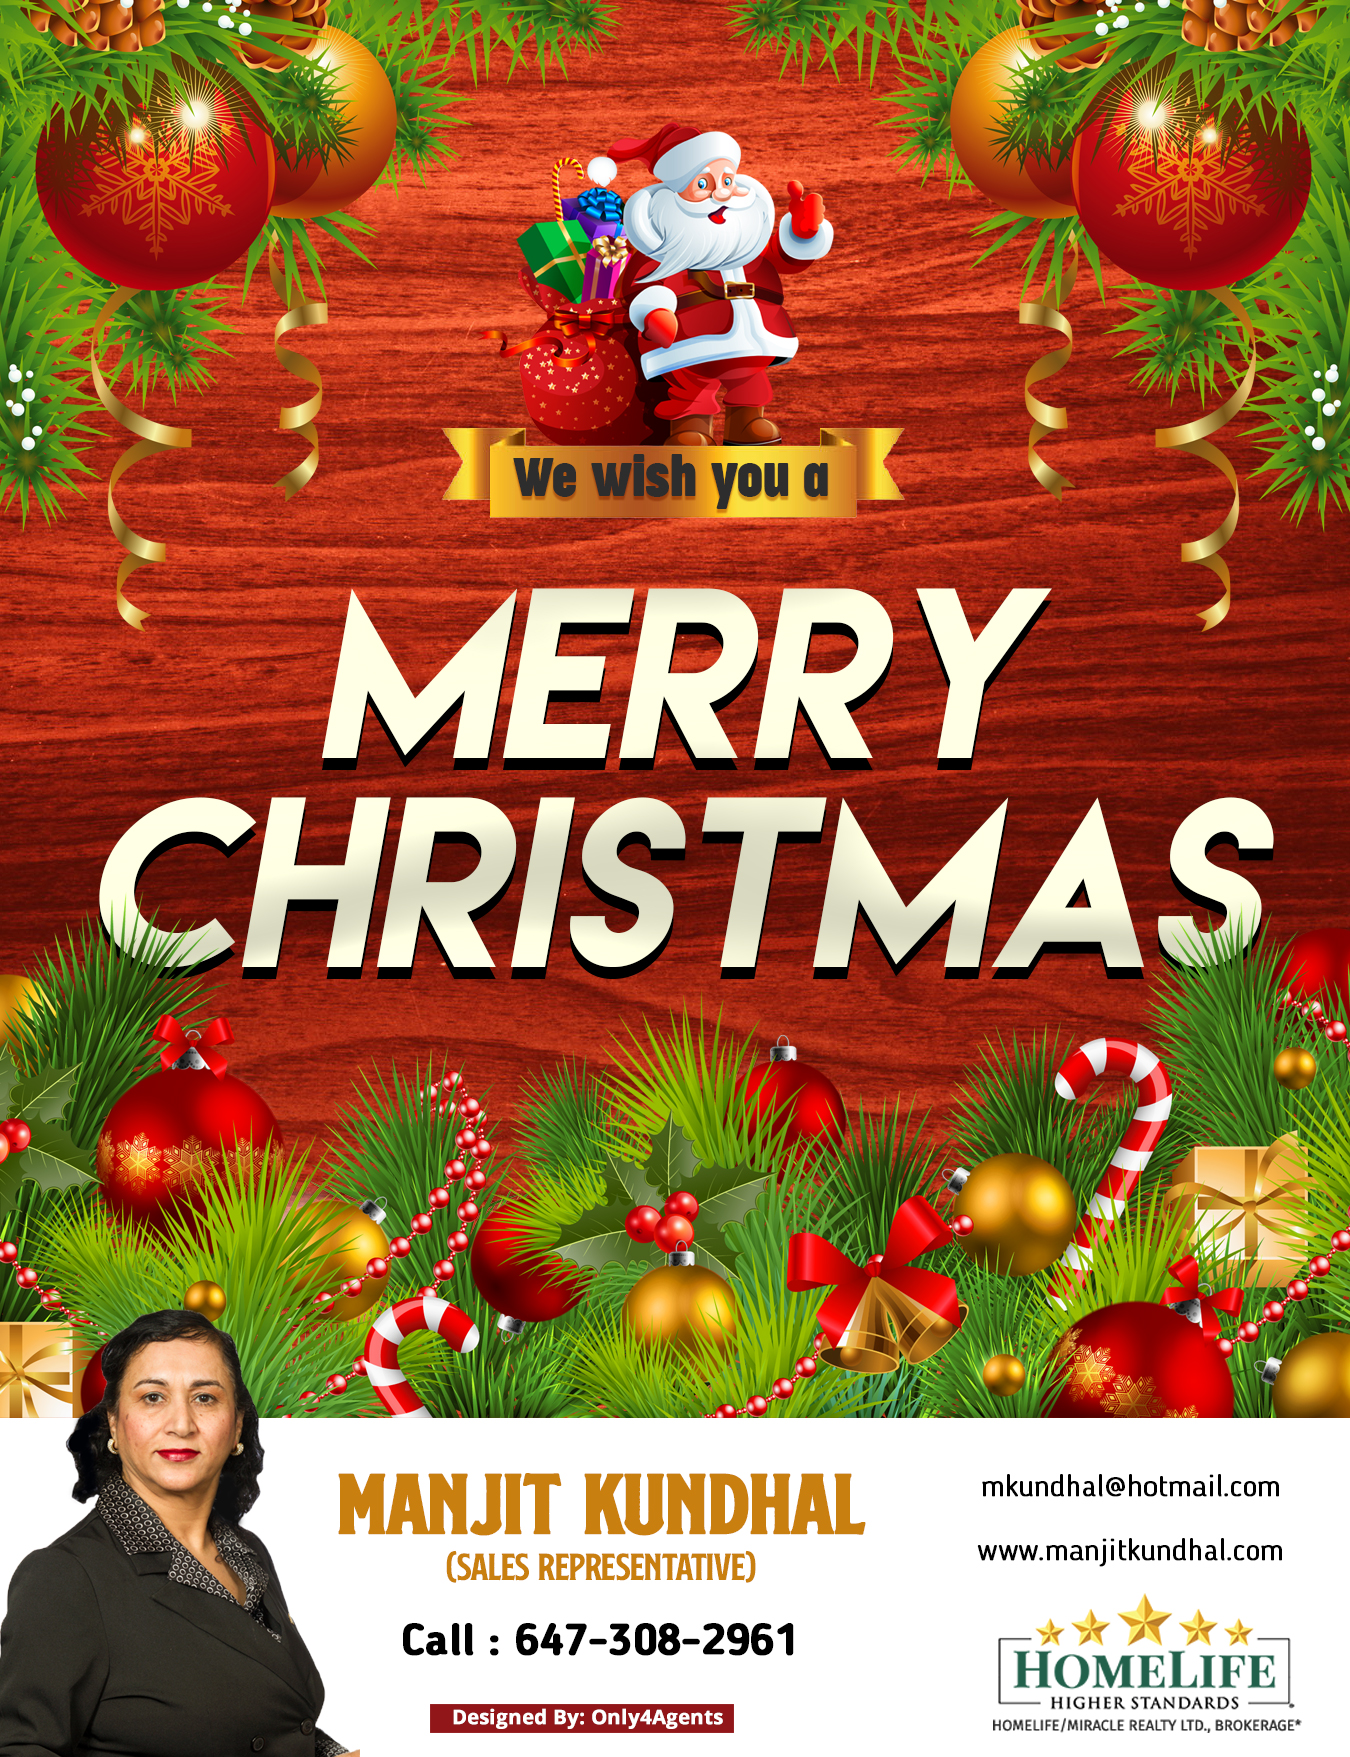 We wish you a
MERRY
CHRISTMAS
MANJIT KUNDHAL
(SALES REPRESENTATIVE)
Call : 647-308-2961
Designed By: Only4Agents
mkundhal@hotmail.com
www.manjitkundhal.com
HOMELIFE
HIGHER STANDARDS
HOMELIFE/MIRACLE REALTY LTD., BROKERAGE*